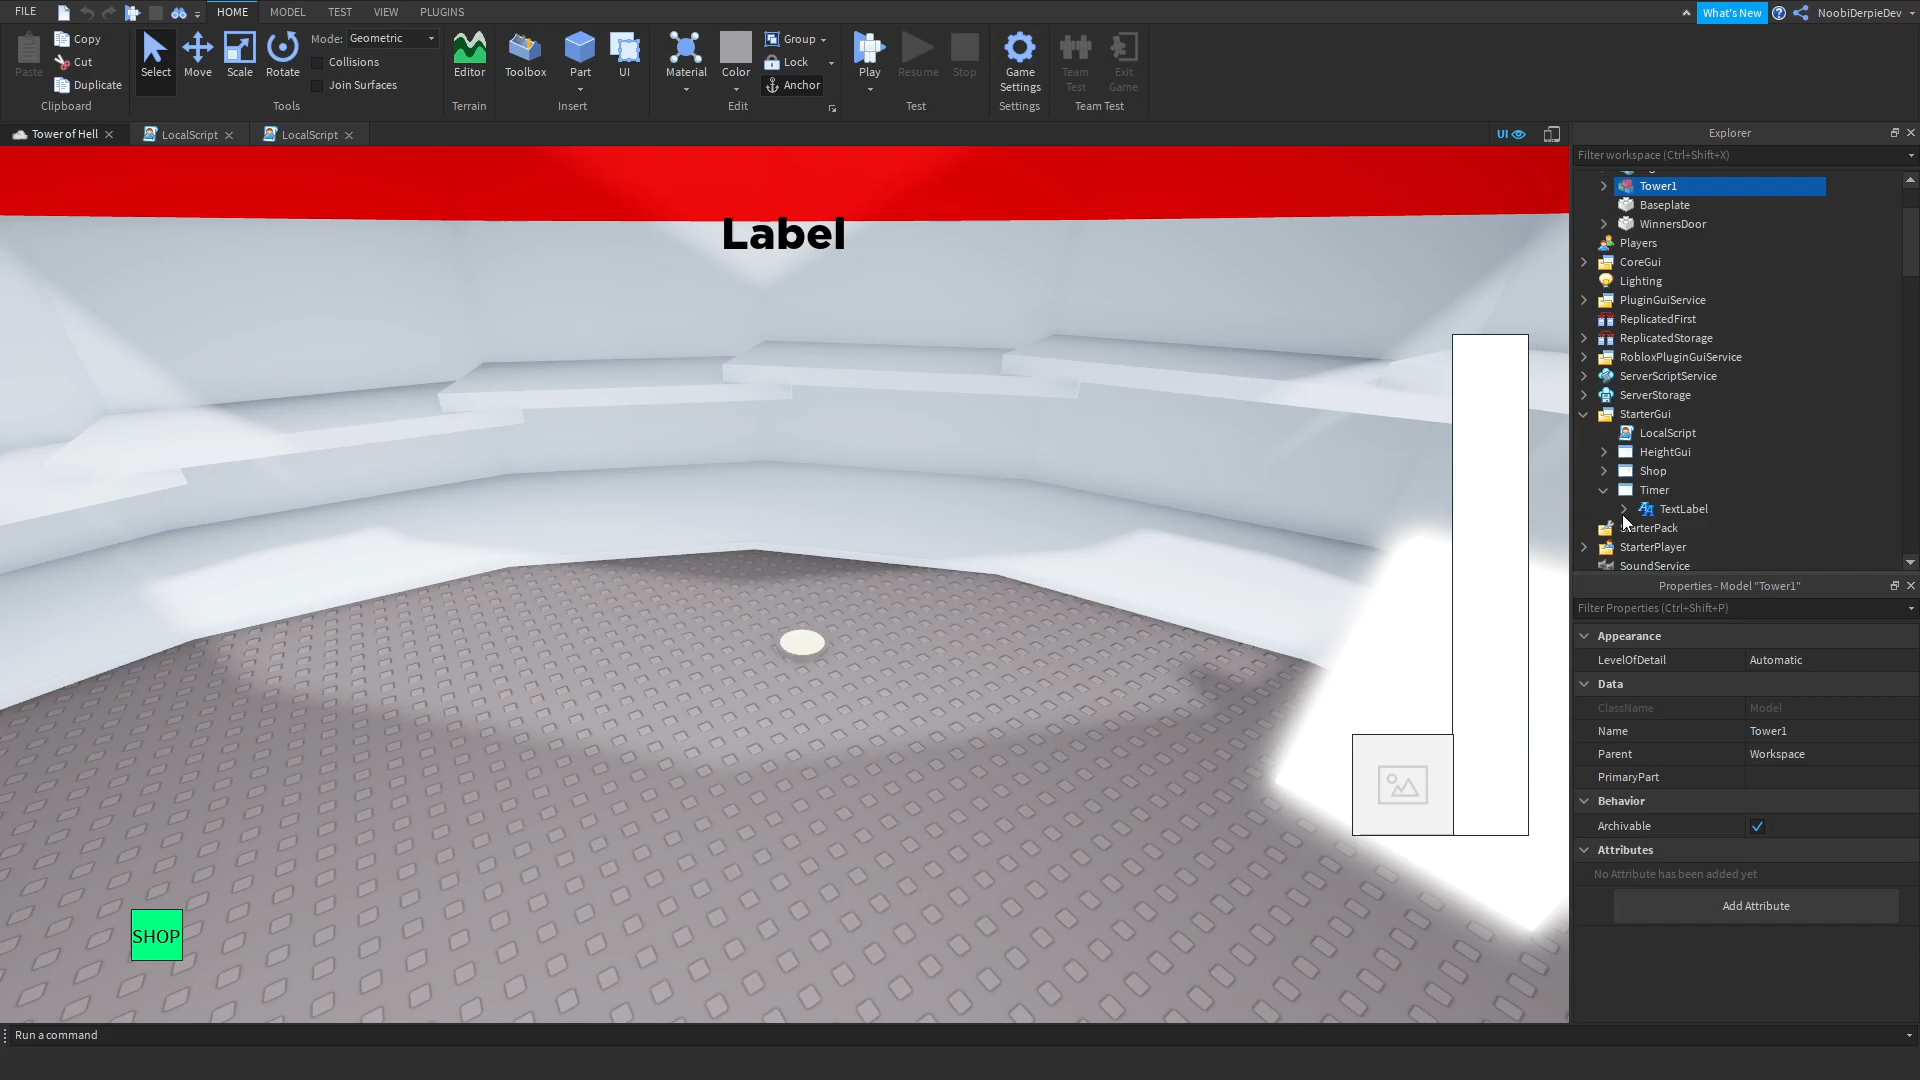 FILE HOME MODEL TEST VIEW PLUGINS What's New NoobiDerpieDev
Paste Copy Cut Duplicate Clipboard
Select Move Scale Rotate Mode: Geometric Collisions Join Surfaces Tools
Editor Terrain
Toolbox Part UI Insert
Material Color Group Lock Anchor Edit
Play Resume Stop Test
Game Settings Settings
Team Test Exit Game Team Test
Tower of Hell LocalScript LocalScript UI
Label
SHOP
Explorer
Filter workspace (Ctrl+Shift+X)
Tower1
Baseplate
WinnersDoor
Players
CoreGui
Lighting
PluginGuiService
ReplicatedFirst
ReplicatedStorage
RobloxPluginGuiService
ServerScriptService
ServerStorage
StarterGui
LocalScript
HeightGui
Shop
Timer
TextLabel
StarterPack
StarterPlayer
SoundService
Properties - Model "Tower1"
Filter Properties (Ctrl+Shift+P)
Appearance
LevelOfDetail Automatic
Data
ClassName Model
Name Tower1
Parent Workspace
PrimaryPart
Behavior
Archivable
Attributes
No Attribute has been added yet
Add Attribute
Run a command